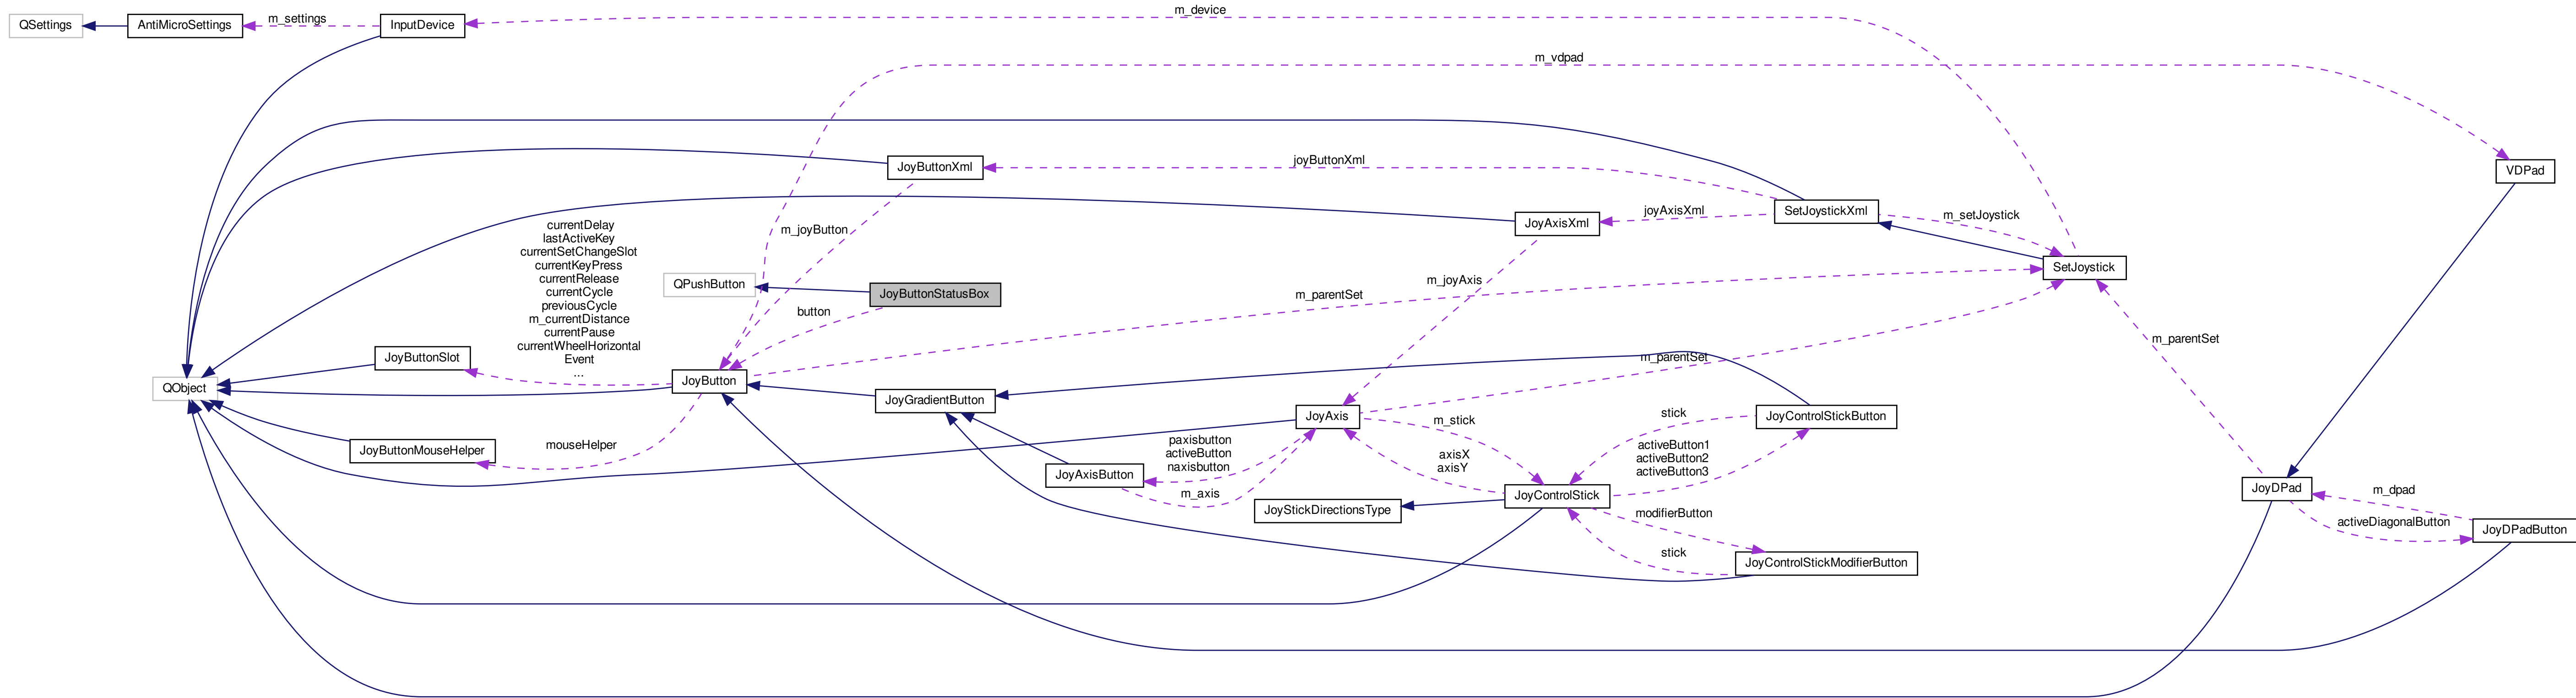 m_device
QSettings
AntiMicroSettings
m_settings
InputDevice
m_vdpad
JoyButtonXml
joyButtonXml
VDPad
SetJoystickXml
joyAxisXml
JoyAxisXml
m_setJoystick
m_joyButton
currentDelay
lastActiveKey
currentSetChangeSlot
currentKeyPress
currentRelease
currentCycle
previousCycle
m_currentDistance
currentPause
currentWheelHorizontal
Event
...
SetJoystick
QPushButton
m_joyAxis
JoyButtonStatusBox
m_parentSet
button
m_parentSet
JoyButtonSlot
m_parentSet
JoyButton
QObject
JoyGradientButton
JoyAxis
m_stick
stick
JoyControlStickButton
mouseHelper
JoyButtonMouseHelper
paxisbutton
activeButton
naxisbutton
axisX
axisY
activeButton1
activeButton2
activeButton3
JoyAxisButton
m_axis
JoyControlStick
JoyStickDirectionsType
modifierButton
JoyDPad
m_dpad
activeDiagonalButton
JoyDPadButton
stick
JoyControlStickModifierButton